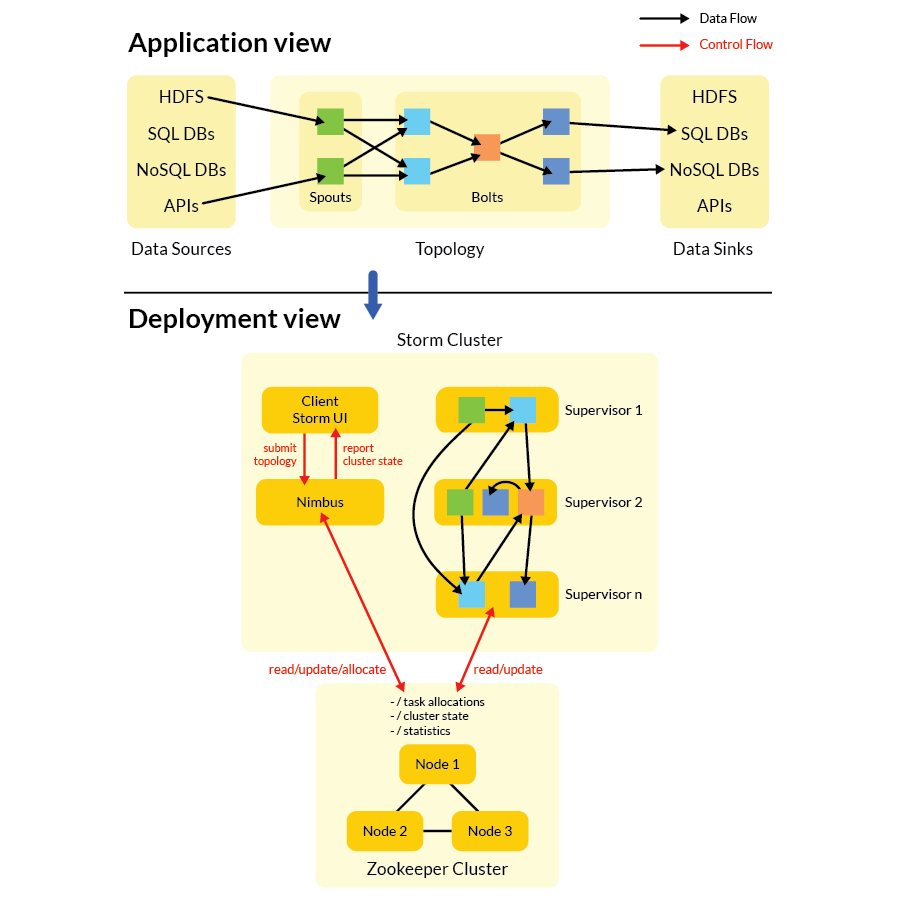 Data Flow
Application view
Control Flow
HDFS
SQL DBs
NoSQL DBs
APIs
Data Sources
Spouts
Bolts
Topology
HDFS
SQL DBs
NoSQL DBs
APIs
Data Sinks
Deployment view
Storm Cluster
Client
Storm UI
submit
topology
report
cluster state
Nimbus
Supervisor 1
Supervisor 2
Supervisor n
read/update/allocate
read/update
- / task allocations
- / cluster state
- / statistics
Node 1
Node 2
Node 3
Zookeeper Cluster